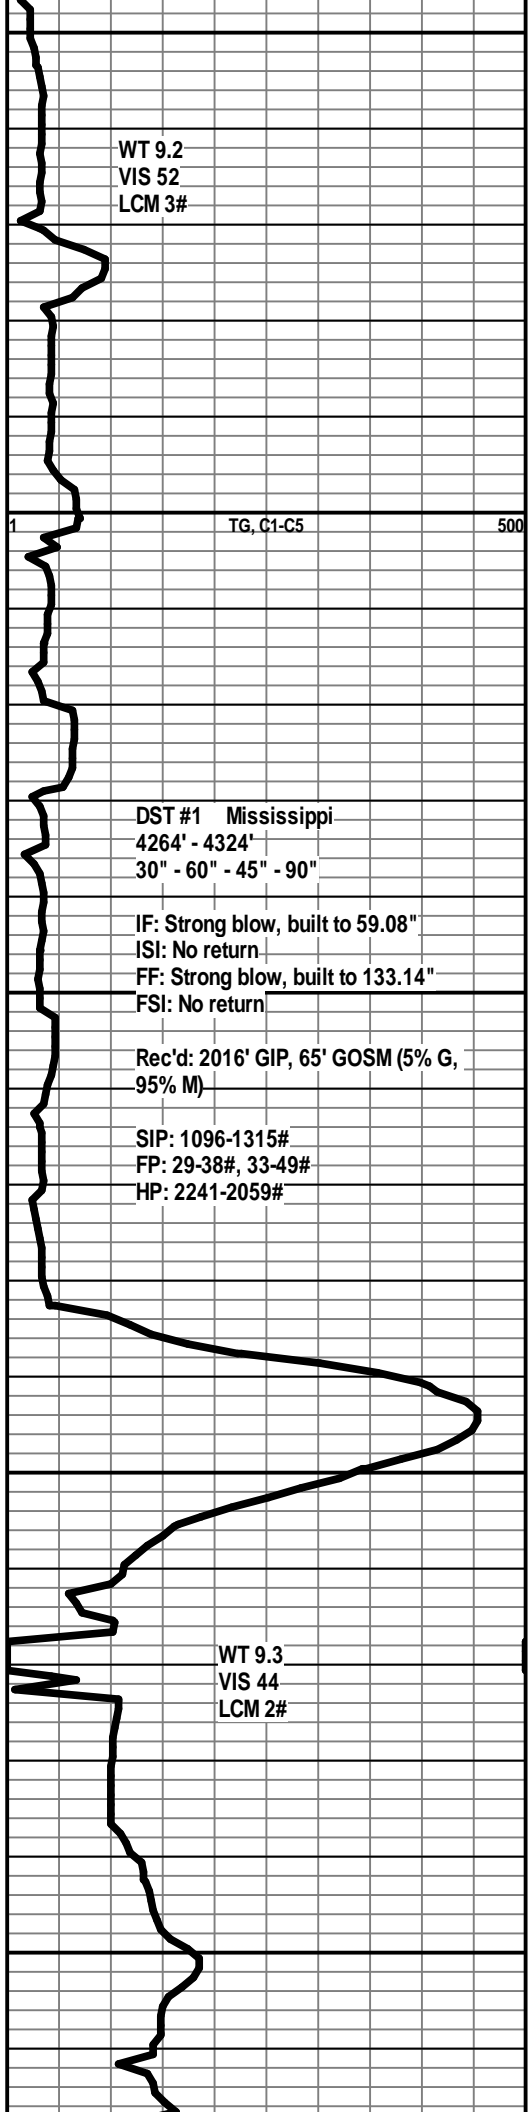 WT 9.2
VIS 52
LCM 3#
1 TG, C1-C5 500
DST #1 Mississippi
4264' - 4324'
30" - 60" - 45" - 90"
IF: Strong blow, built to 59.08"
ISI: No return
FF: Strong blow, built to 133.14"
FSI: No return
Rec'd: 2016' GIP, 65' GOSM (5% G,
95% M)
SIP: 1096-1315#
FP: 29-38#, 33-49#
HP: 2241-2059#
WT 9.3
VIS 44
LCM 2#